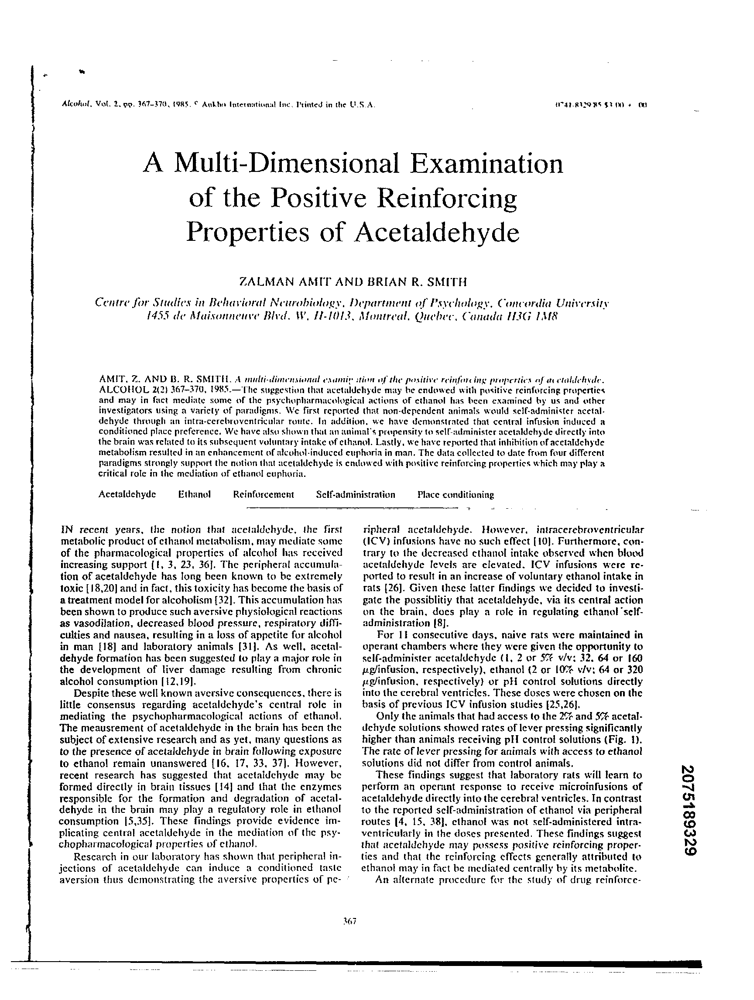 Alcohol, Vol. 2, pp. 367–370, 1985. © Ankho International Inc. Printed in the U.S.A.
0741-8329/85 $3.00 + .00
A Multi-Dimensional Examination
of the Positive Reinforcing
Properties of Acetaldehyde
ZALMAN AMIT AND BRIAN R. SMITH
Centre for Studies in Behavioral Neurobiology, Department of Psychology, Concordia University
1455 de Maisonneuve Blvd. W, H-1013, Montreal, Quebec, Canada H3G 1M8
AMIT, Z. AND B. R. SMITH. A multi-dimensional examination of the positive reinforcing properties of acetaldehyde.
ALCOHOL 2(2) 367–370, 1985.—The suggestion that acetaldehyde may be endowed with positive reinforcing properties
and may in fact mediate some of the psychopharmacological actions of ethanol has been examined by us and other
investigators using a variety of paradigms. We first reported that non-dependent animals would self-administer acetal-
dehyde through an intra-cerebroventricular route. In addition, we have demonstrated that central infusion induced a
conditioned place preference. We have also shown that an animal's propensity to self-administer acetaldehyde directly into
the brain was related to its subsequent voluntary intake of ethanol. Lastly, we have reported that inhibition of acetaldehyde
metabolism resulted in an enhancement of alcohol-induced euphoria in man. The data collected to date from four different
paradigms strongly support the notion that acetaldehyde is endowed with positive reinforcing properties which may play a
critical role in the mediation of ethanol euphoria.
Acetaldehyde Ethanol Reinforcement Self-administration Place conditioning
IN recent years, the notion that acetaldehyde, the first
metabolic product of ethanol metabolism, may mediate some
of the pharmacological properties of alcohol has received
increasing support [1, 3, 23, 36]. The peripheral accumula-
tion of acetaldehyde has long been known to be extremely
toxic [18,20] and in fact, this toxicity has become the basis of
a treatment model for alcoholism [32]. This accumulation has
been shown to produce such aversive physiological reactions
as vasodilation, decreased blood pressure, respiratory diffi-
culties and nausea, resulting in a loss of appetite for alcohol
in man [18] and laboratory animals [31]. As well, acetal-
dehyde formation has been suggested to play a major role in
the development of liver damage resulting from chronic
alcohol consumption [12,19].
Despite these well known aversive consequences, there is
little consensus regarding acetaldehyde's central role in
mediating the psychopharmacological actions of ethanol.
The meausrement of acetaldehyde in the brain has been the
subject of extensive research and as yet, many questions as
to the presence of acetaldehyde in brain following exposure
to ethanol remain unanswered [16, 17, 33, 37]. However,
recent research has suggested that acetaldehyde may be
formed directly in brain tissues [14] and that the enzymes
responsible for the formation and degradation of acetal-
dehyde in the brain may play a regulatory role in ethanol
consumption [5,35]. These findings provide evidence im-
plicating central acetaldehyde in the mediation of the psy-
chopharmacological properties of ethanol.
Research in our laboratory has shown that peripheral in-
jections of acetaldehyde can induce a conditioned taste
aversion thus demonstrating the aversive properties of pe-
ripheral acetaldehyde. However, intracerebroventricular
(ICV) infusions have no such effect [10]. Furthermore, con-
trary to the decreased ethanol intake observed when blood
acetaldehyde levels are elevated, ICV infusions were re-
ported to result in an increase of voluntary ethanol intake in
rats [26]. Given these latter findings we decided to investi-
gate the possiblitiy that acetaldehyde, via its central action
on the brain, does play a role in regulating ethanol self-
administration [8].
For 11 consecutive days, naive rats were maintained in
operant chambers where they were given the opportunity to
self-administer acetaldehyde (1, 2 or 5% v/v; 32, 64 or 160
μg/infusion, respectively), ethanol (2 or 10% v/v; 64 or 320
μg/infusion, respectively) or pH control solutions directly
into the cerebral ventricles. These doses were chosen on the
basis of previous ICV infusion studies [25,26].
Only the animals that had access to the 2% and 5% acetal-
dehyde solutions showed rates of lever pressing significantly
higher than animals receiving pH control solutions (Fig. 1).
The rate of lever pressing for animals with access to ethanol
solutions did not differ from control animals.
These findings suggest that laboratory rats will learn to
perform an operant response to receive microinfusions of
acetaldehyde directly into the cerebral ventricles. In contrast
to the reported self-administration of ethanol via peripheral
routes [4, 15, 38], ethanol was not self-administered intra-
ventricularly in the doses presented. These findings suggest
that acetaldehyde may possess positive reinforcing proper-
ties and that the reinforcing effects generally attributed to
ethanol may in fact be mediated centrally by its metabolite.
An alternate procedure for the study of drug reinforce-
367
2075189329